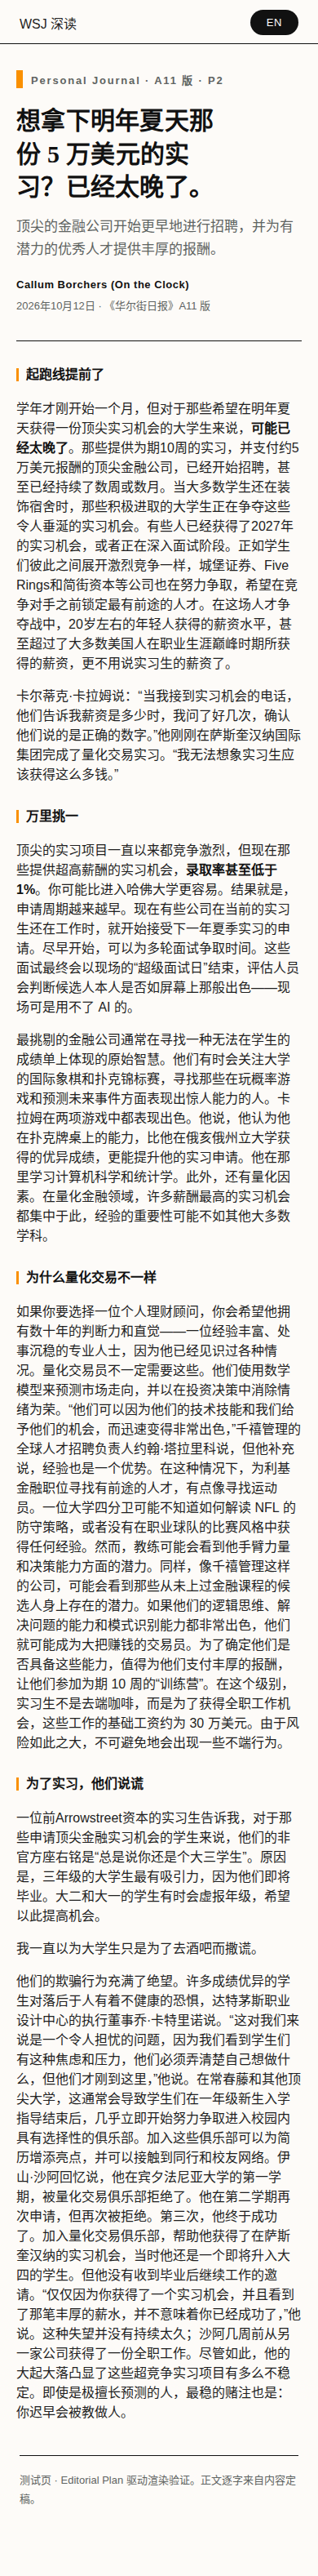 WSJ 深读
EN
Personal Journal · A11 版 · P2
想拿下明年夏天那
份 5 万美元的实
习？已经太晚了。
顶尖的金融公司开始更早地进行招聘，并为有
潜力的优秀人才提供丰厚的报酬。
Callum Borchers (On the Clock)
2026年10月12日 · 《华尔街日报》A11 版
起跑线提前了
学年才刚开始一个月，但对于那些希望在明年夏
天获得一份顶尖实习机会的大学生来说，可能已
经太晚了。那些提供为期10周的实习，并支付约5
万美元报酬的顶尖金融公司，已经开始招聘，甚
至已经持续了数周或数月。当大多数学生还在装
饰宿舍时，那些积极进取的大学生正在争夺这些
令人垂涎的实习机会。有些人已经获得了2027年
的实习机会，或者正在深入面试阶段。正如学生
们彼此之间展开激烈竞争一样，城堡证券、Five
Rings和简街资本等公司也在努力争取，希望在竞
争对手之前锁定最有前途的人才。在这场人才争
夺战中，20岁左右的年轻人获得的薪资水平，甚
至超过了大多数美国人在职业生涯巅峰时期所获
得的薪资，更不用说实习生的薪资了。
卡尔蒂克·卡拉姆说：“当我接到实习机会的电话，
他们告诉我薪资是多少时，我问了好几次，确认
他们说的是正确的数字。”他刚刚在萨斯奎汉纳国际
集团完成了量化交易实习。“我无法想象实习生应
该获得这么多钱。”
万里挑一
顶尖的实习项目一直以来都竞争激烈，但现在那
些提供超高薪酬的实习机会，录取率甚至低于
1%。你可能比进入哈佛大学更容易。结果就是，
申请周期越来越早。现在有些公司在当前的实习
生还在工作时，就开始接受下一年夏季实习的申
请。尽早开始，可以为多轮面试争取时间。这些
面试最终会以现场的“超级面试日”结束，评估人员
会判断候选人本人是否如屏幕上那般出色——现
场可是用不了 AI 的。
最挑剔的金融公司通常在寻找一种无法在学生的
成绩单上体现的原始智慧。他们有时会关注大学
的国际象棋和扑克锦标赛，寻找那些在玩概率游
戏和预测未来事件方面表现出惊人能力的人。卡
拉姆在两项游戏中都表现出色。他说，他认为他
在扑克牌桌上的能力，比他在俄亥俄州立大学获
得的优异成绩，更能提升他的实习申请。他在那
里学习计算机科学和统计学。此外，还有量化因
素。在量化金融领域，许多薪酬最高的实习机会
都集中于此，经验的重要性可能不如其他大多数
学科。
为什么量化交易不一样
如果你要选择一位个人理财顾问，你会希望他拥
有数十年的判断力和直觉——一位经验丰富、处
事沉稳的专业人士，因为他已经见识过各种情
况。量化交易员不一定需要这些。他们使用数学
模型来预测市场走向，并以在投资决策中消除情
绪为荣。“他们可以因为他们的技术技能和我们给
予他们的机会，而迅速变得非常出色，”千禧管理的
全球人才招聘负责人约翰·塔拉里科说，但他补充
说，经验也是一个优势。在这种情况下，为利基
金融职位寻找有前途的人才，有点像寻找运动
员。一位大学四分卫可能不知道如何解读 NFL 的
防守策略，或者没有在职业球队的比赛风格中获
得任何经验。然而，教练可能会看到他手臂力量
和决策能力方面的潜力。同样，像千禧管理这样
的公司，可能会看到那些从未上过金融课程的候
选人身上存在的潜力。如果他们的逻辑思维、解
决问题的能力和模式识别能力都非常出色，他们
就可能成为大把赚钱的交易员。为了确定他们是
否具备这些能力，值得为他们支付丰厚的报酬，
让他们参加为期 10 周的“训练营”。在这个级别，
实习生不是去端咖啡，而是为了获得全职工作机
会，这些工作的基础工资约为 30 万美元。由于风
险如此之大，不可避免地会出现一些不端行为。
为了实习，他们说谎
一位前Arrowstreet资本的实习生告诉我，对于那
些申请顶尖金融实习机会的学生来说，他们的非
官方座右铭是“总是说你还是个大三学生”。原因
是，三年级的大学生最有吸引力，因为他们即将
毕业。大二和大一的学生有时会虚报年级，希望
以此提高机会。
我一直以为大学生只是为了去酒吧而撒谎。
他们的欺骗行为充满了绝望。许多成绩优异的学
生对落后于人有着不健康的恐惧，达特茅斯职业
设计中心的执行董事乔·卡特里诺说。“这对我们来
说是一个令人担忧的问题，因为我们看到学生们
有这种焦虑和压力，他们必须弄清楚自己想做什
么，但他们才刚到这里，”他说。在常春藤和其他顶
尖大学，这通常会导致学生们在一年级新生入学
指导结束后，几乎立即开始努力争取进入校园内
具有选择性的俱乐部。加入这些俱乐部可以为简
历增添亮点，并可以接触到同行和校友网络。伊
山·沙阿回忆说，他在宾夕法尼亚大学的第一学
期，被量化交易俱乐部拒绝了。他在第二学期再
次申请，但再次被拒绝。第三次，他终于成功
了。加入量化交易俱乐部，帮助他获得了在萨斯
奎汉纳的实习机会，当时他还是一个即将升入大
四的学生。但他没有收到毕业后继续工作的邀
请。“仅仅因为你获得了一个实习机会，并且看到
了那笔丰厚的薪水，并不意味着你已经成功了，”他
说。这种失望并没有持续太久；沙阿几周前从另
一家公司获得了一份全职工作。尽管如此，他的
大起大落凸显了这些超竞争实习项目有多么不稳
定。即使是极擅长预测的人，最稳的赌注也是：
你迟早会被教做人。
测试页 · Editorial Plan 驱动渲染验证。正文逐字来自内容定
稿。